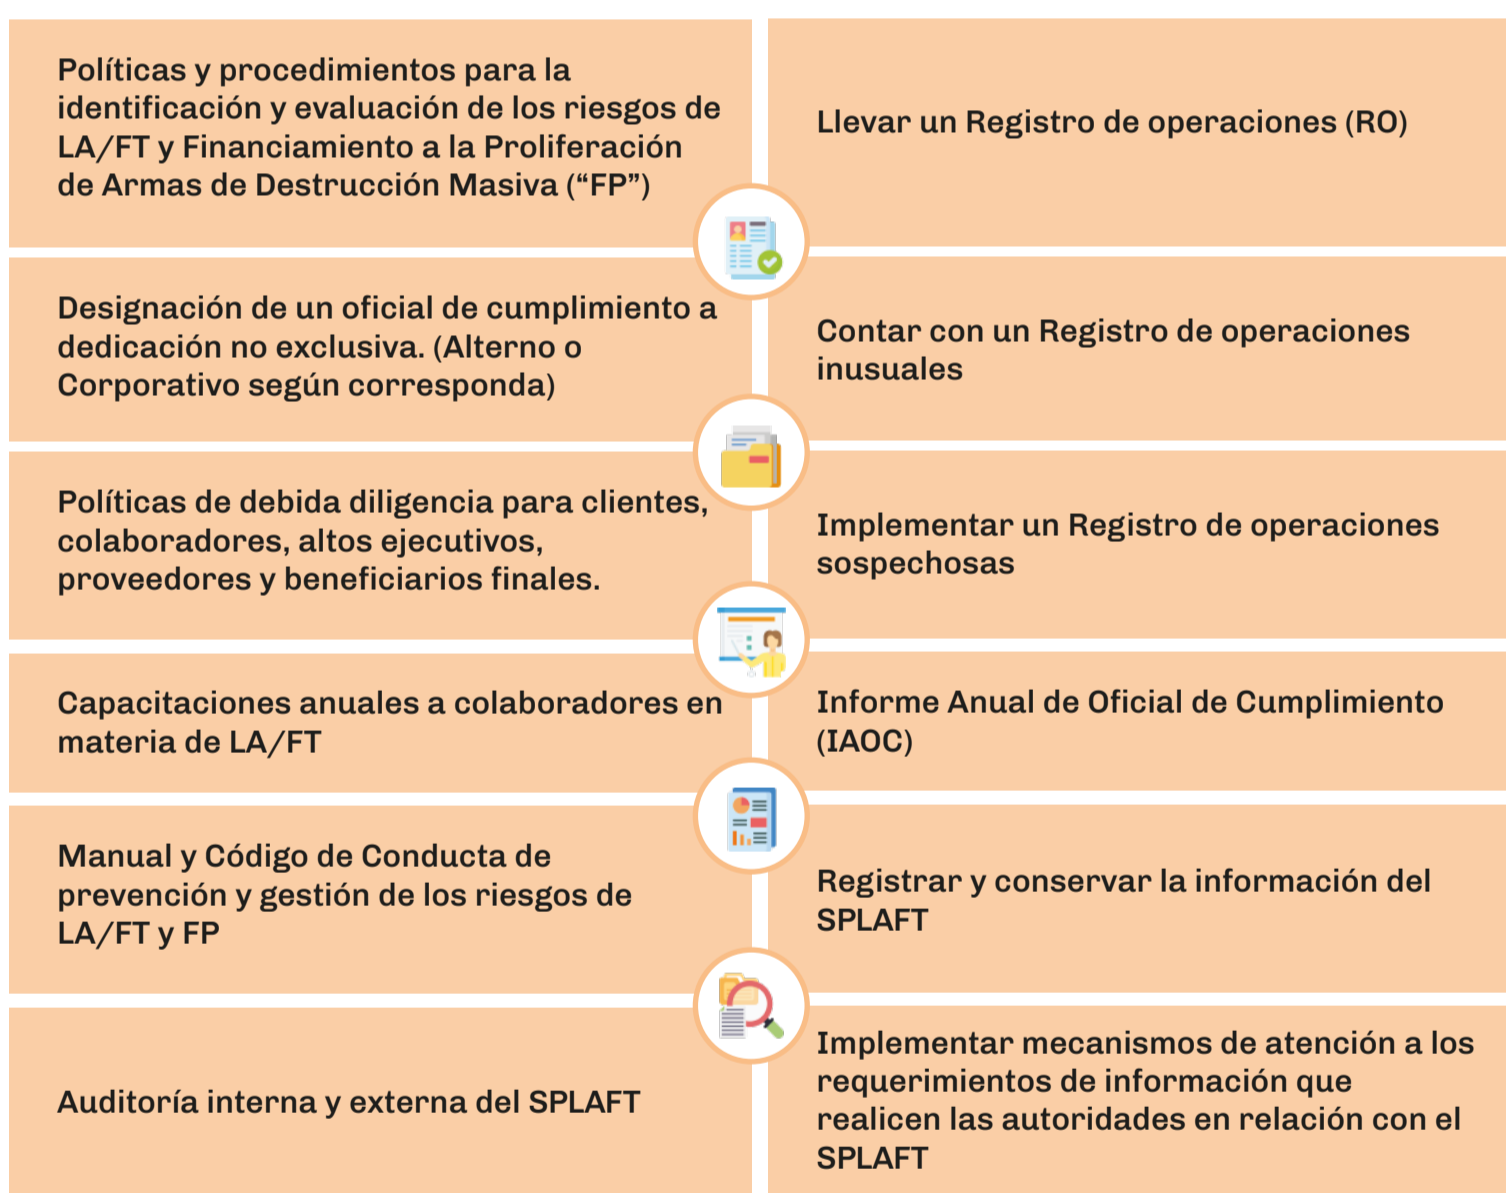 Políticas y procedimientos para la
identificación y evaluación de los riesgos de
LA/FT y Financiamiento a la Proliferación
de Armas de Destrucción Masiva (“FP”)
Llevar un Registro de operaciones (RO)
Designación de un oficial de cumplimiento a
dedicación no exclusiva. (Alterno o
Corporativo según corresponda)
Contar con un Registro de operaciones
inusuales
Políticas de debida diligencia para clientes,
colaboradores, altos ejecutivos,
proveedores y beneficiarios finales.
Implementar un Registro de operaciones
sospechosas
Capacitaciones anuales a colaboradores en
materia de LA/FT
Informe Anual de Oficial de Cumplimiento
(IAOC)
Manual y Código de Conducta de
prevención y gestión de los riesgos de
LA/FT y FP
Registrar y conservar la información del
SPLAFT
Auditoría interna y externa del SPLAFT
Implementar mecanismos de atención a los
requerimientos de información que
realicen las autoridades en relación con el
SPLAFT